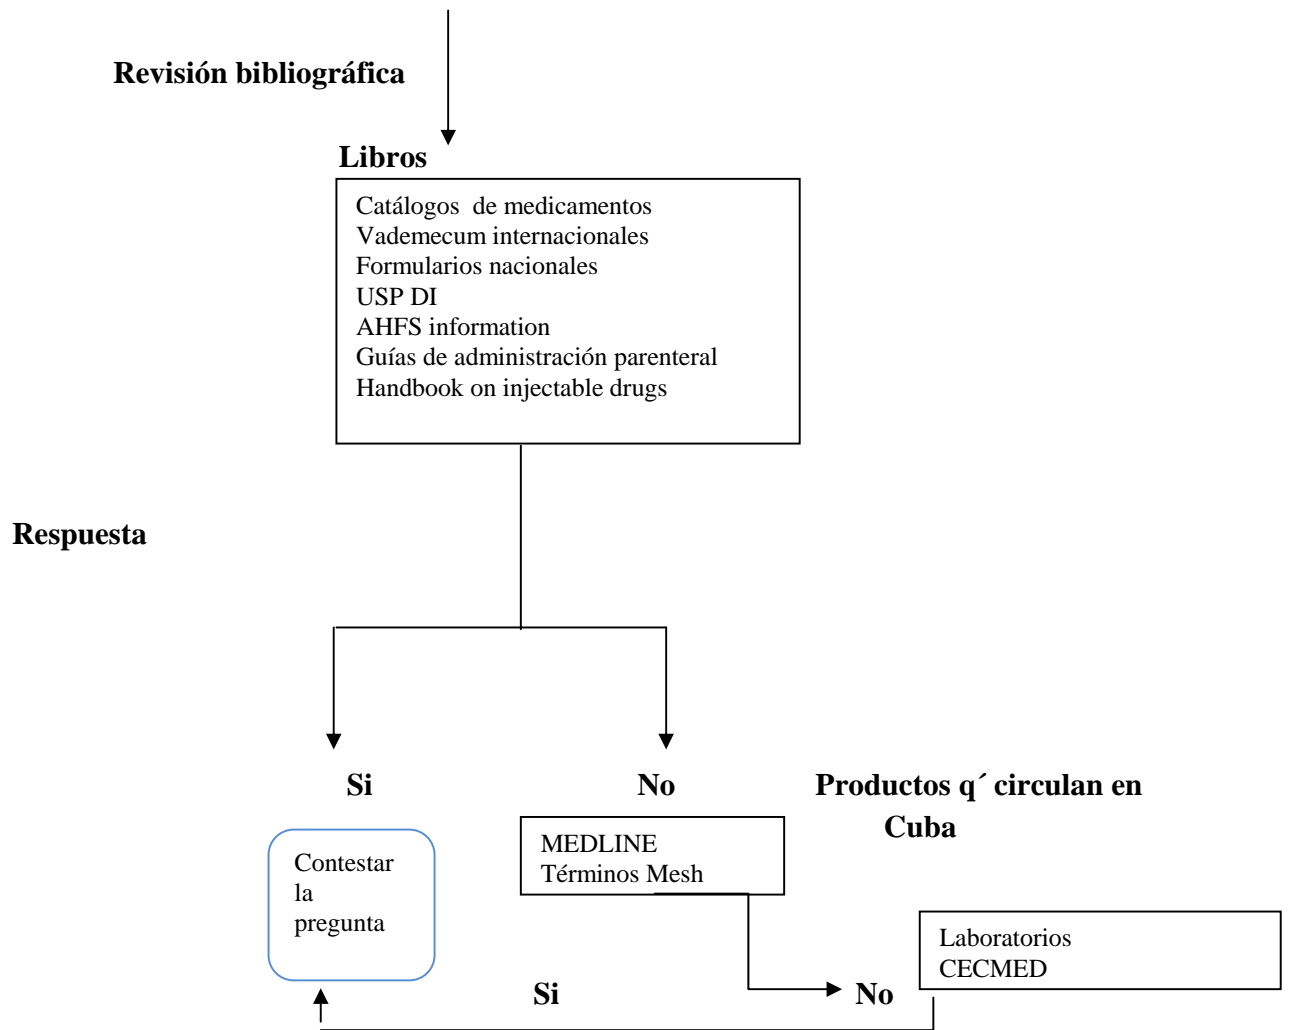 Revisión bibliográfica
Libros
Catálogos  de medicamentos
Vademecum internacionales
Formularios nacionales
USP DI
AHFS information
Guías de administración parenteral
Handbook on injectable drugs
Respuesta
Si
No
Productos q´ circulan en
Cuba
Contestar
la
pregunta
MEDLINE
Términos Mesh
Laboratorios
CECMED
Si
No